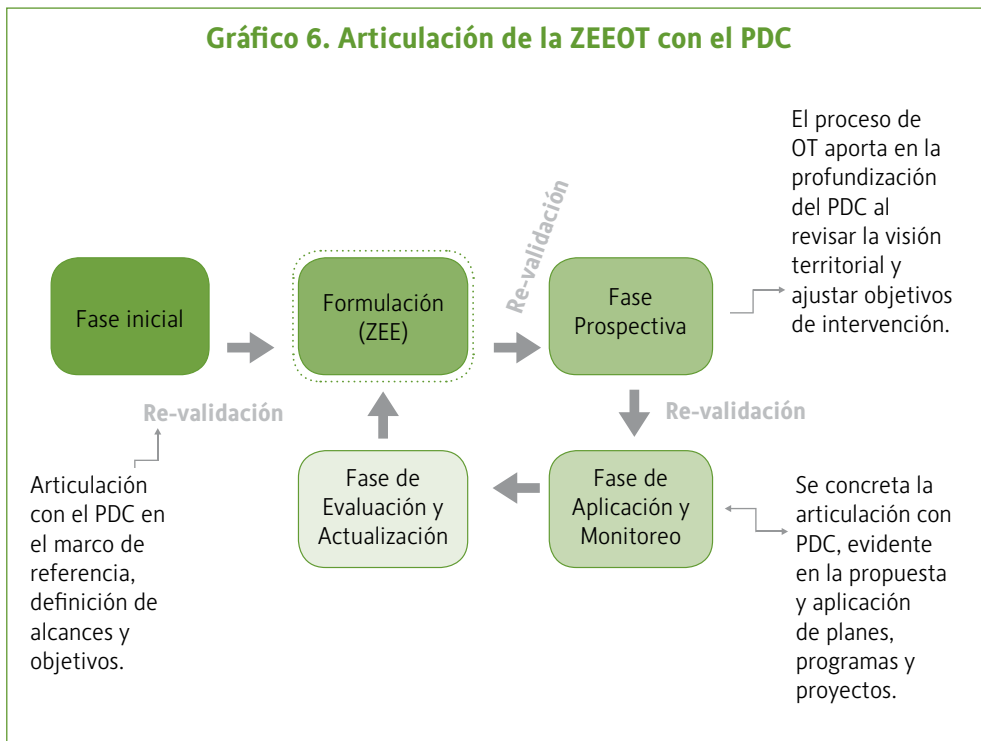 Gráfico 6. Articulación de la ZEEOT con el PDC
El proceso de
OT aporta en la
profundización
del PDC al
revisar la visión
territorial y
ajustar objetivos
de intervención.
Fase inicial
Formulación
(ZEE)
Re-validación
Fase
Prospectiva
Re-validación
Re-validación
Articulación
con el PDC en
el marco de
referencia,
definición de
alcances y
objetivos.
Fase de
Evaluación y
Actualización
Fase de
Aplicación y
Monitoreo
Se concreta la
articulación con
PDC, evidente
en la propuesta
y aplicación
de planes,
programas y
proyectos.